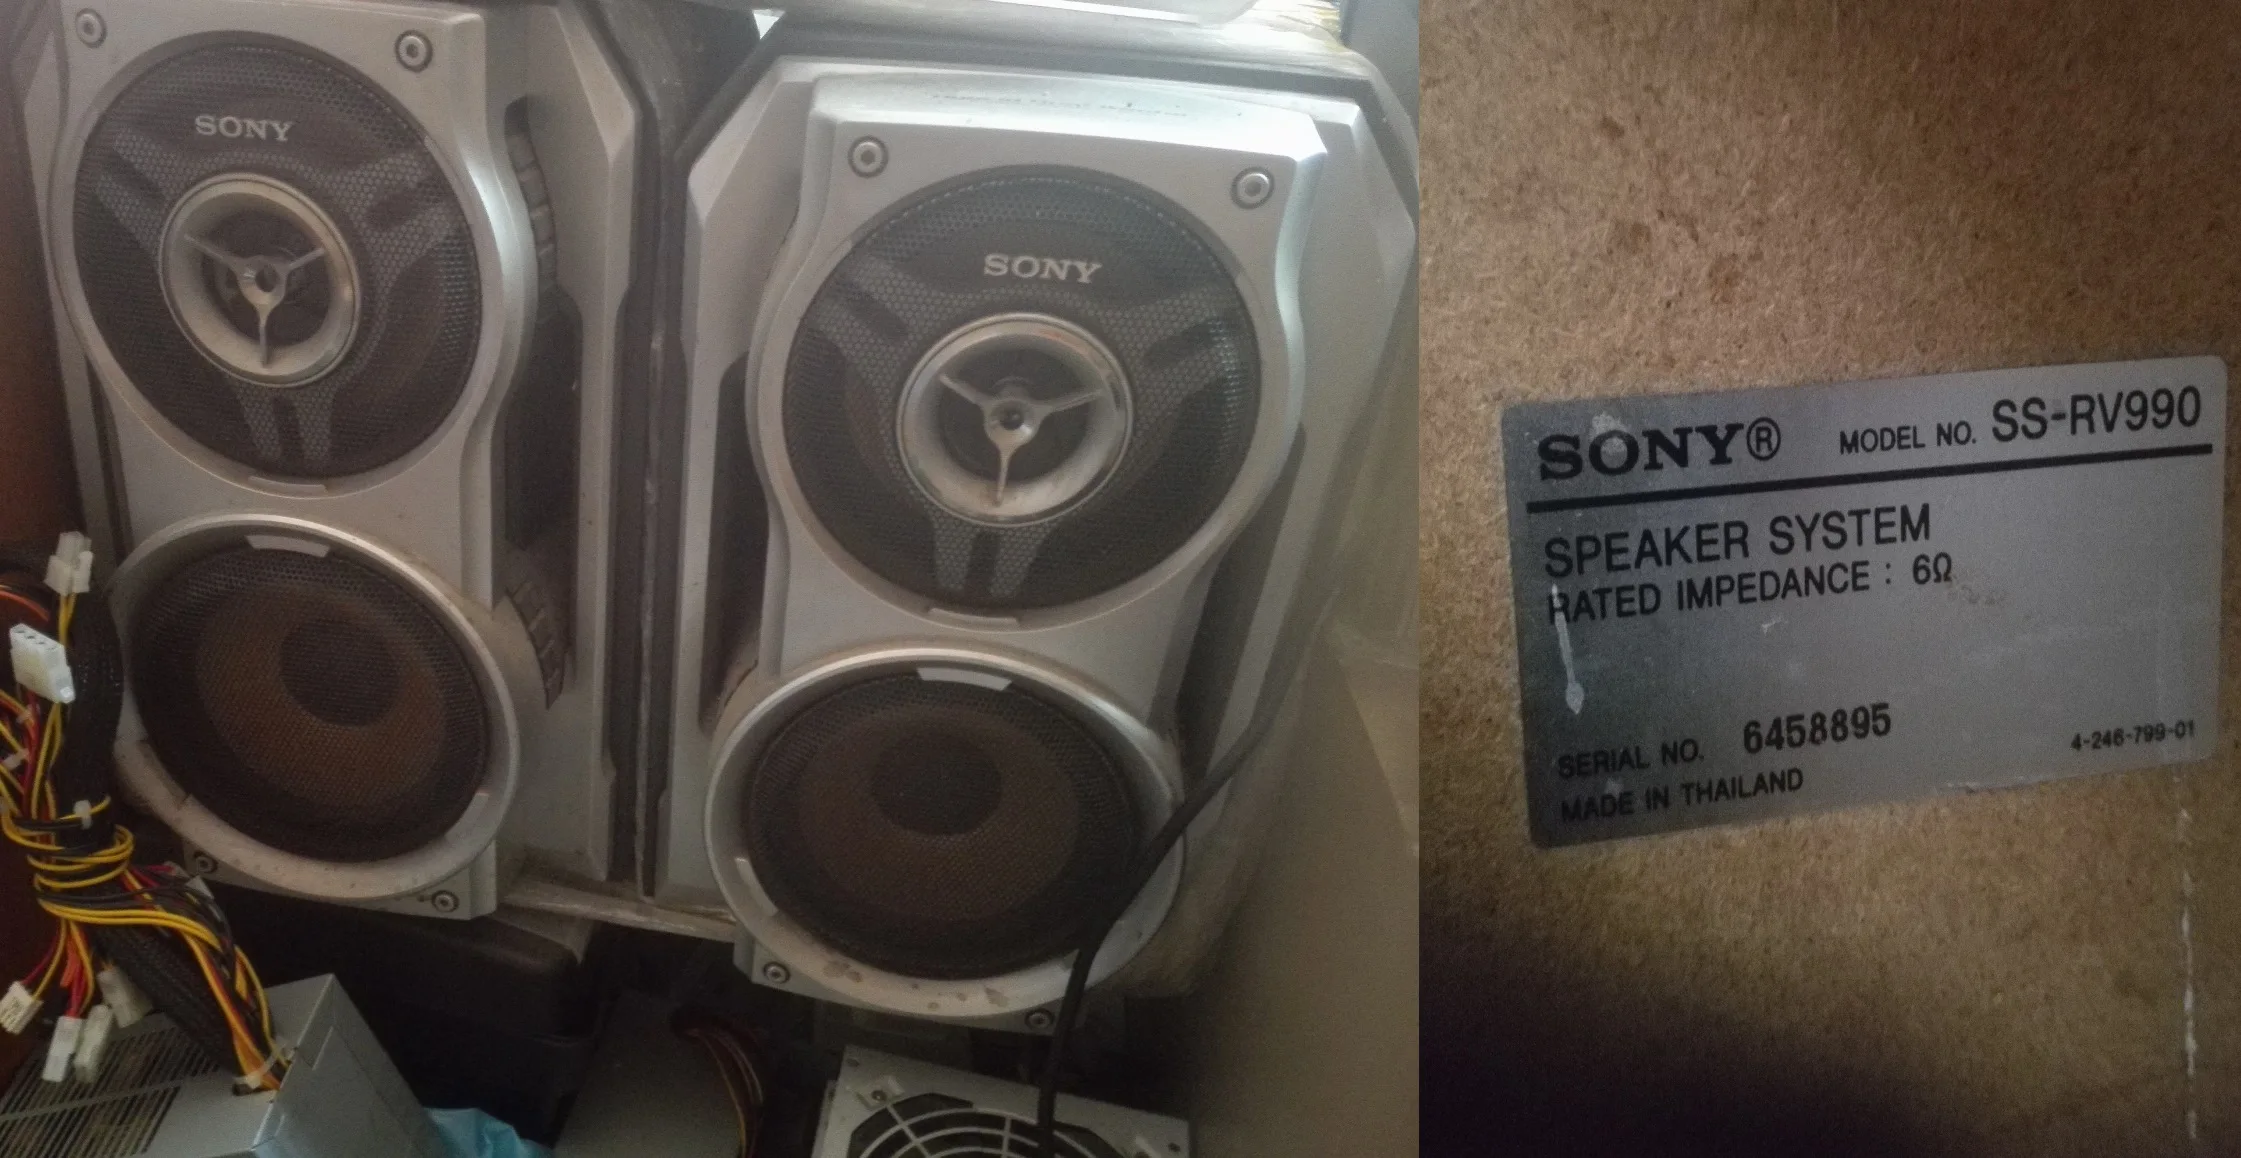 SONY
SONY
SONY® MODEL NO. SS-RV990
SPEAKER SYSTEM
RATED IMPEDANCE : 6Ω
SERIAL NO. 6458895
4-246-799-01
MADE IN THAILAND